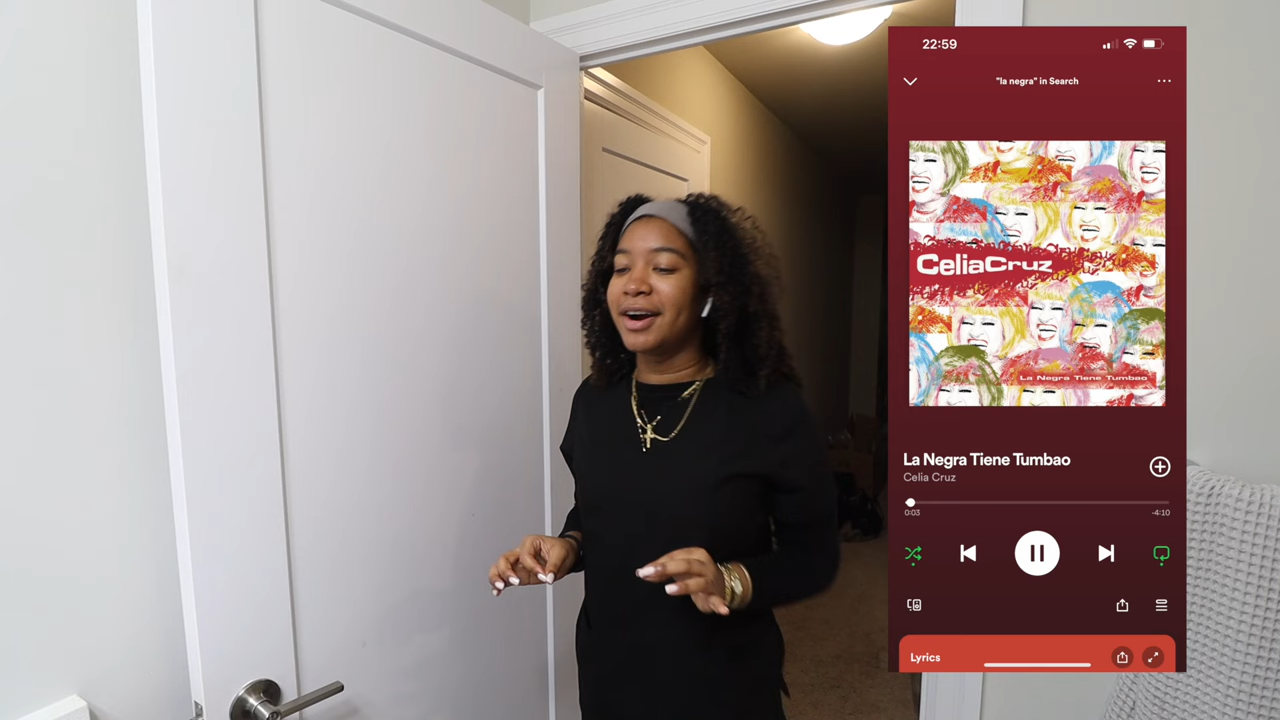 22:59
"la negra" in Search
CeliaCruz
La Negra Tiene Tumbao
La Negra Tiene Tumbao
Celia Cruz
0:03
-4:10
Lyrics